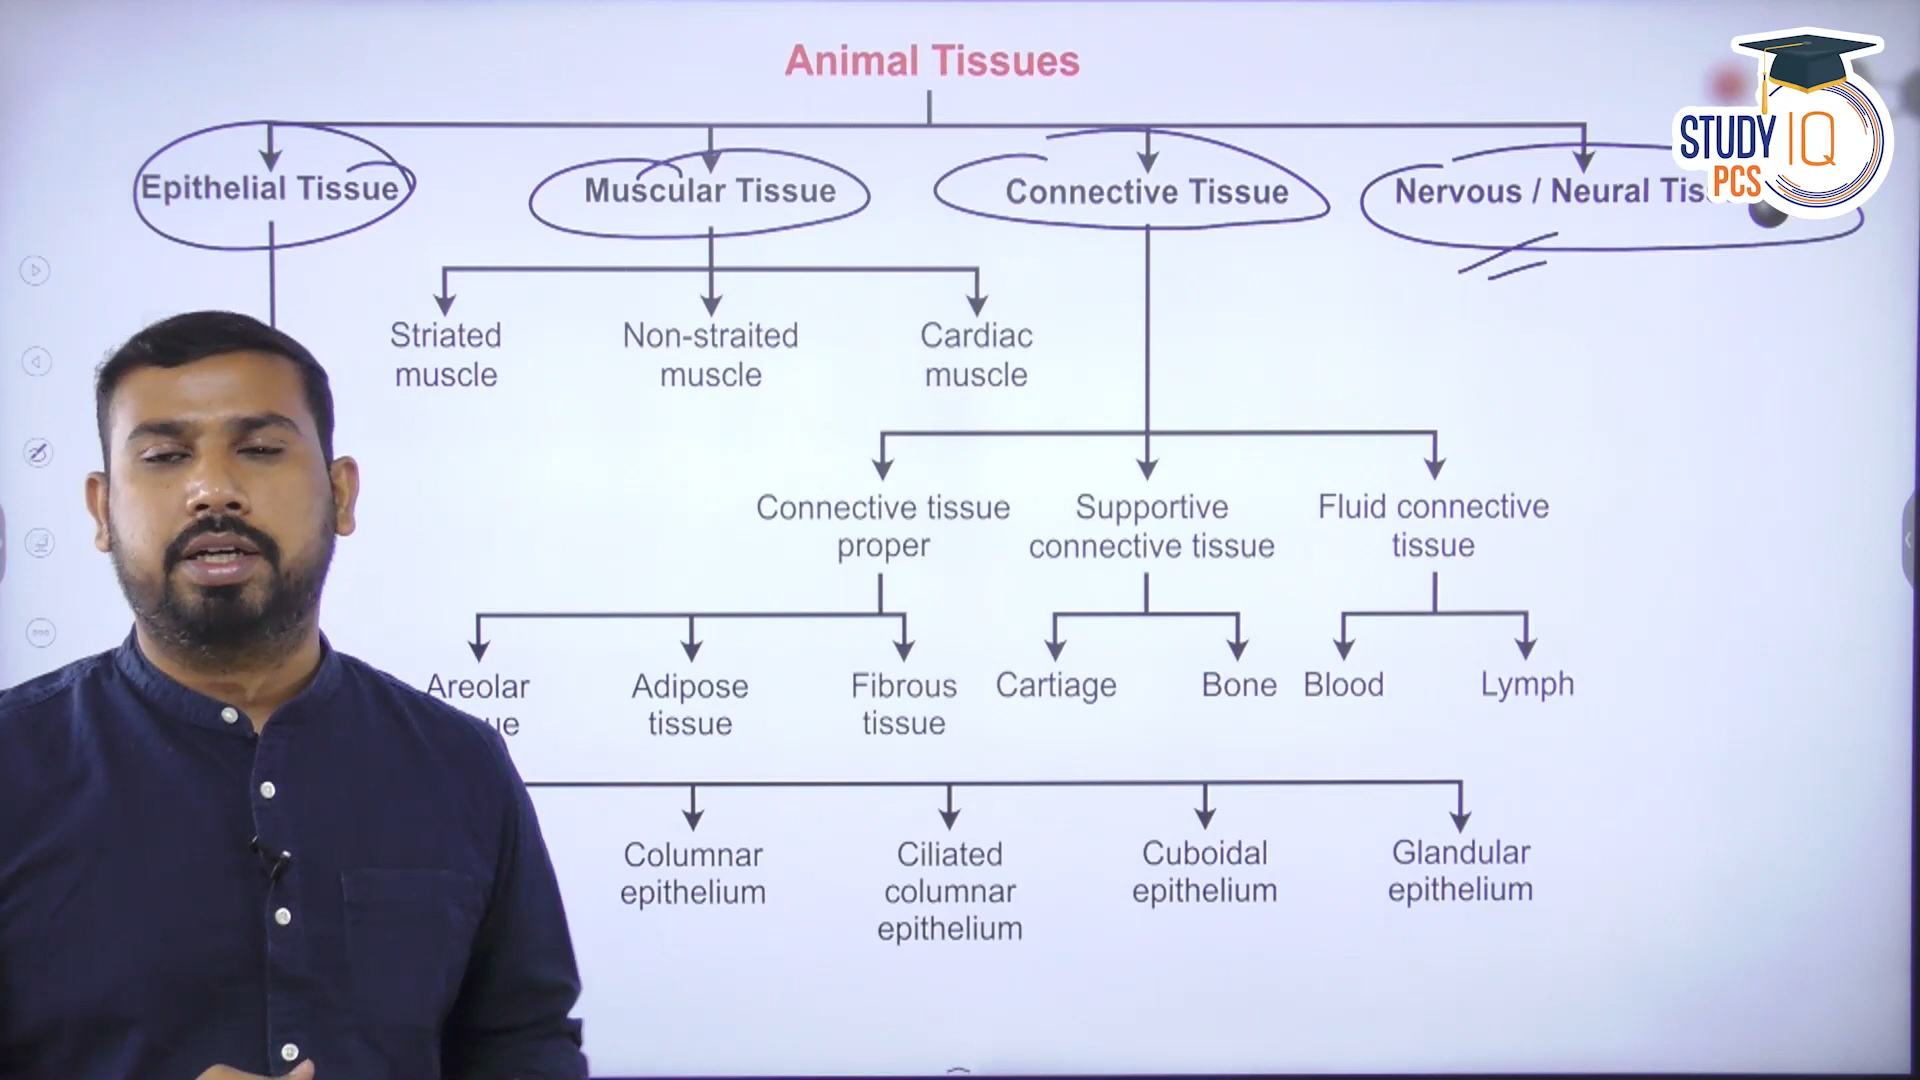 Animal Tissues
STUDY IQ
PCS
Epithelial Tissue
Muscular Tissue
Connective Tissue
Nervous / Neural
Striated
muscle
Non-straited
muscle
Cardiac
muscle
Connective tissue
proper
Supportive
connective tissue
Fluid connective
tissue
Areolar
Adipose
tissue
Fibrous
tissue
Cartiage
Bone
Blood
Lymph
Columnar
epithelium
Ciliated
columnar
epithelium
Cuboidal
epithelium
Glandular
epithelium